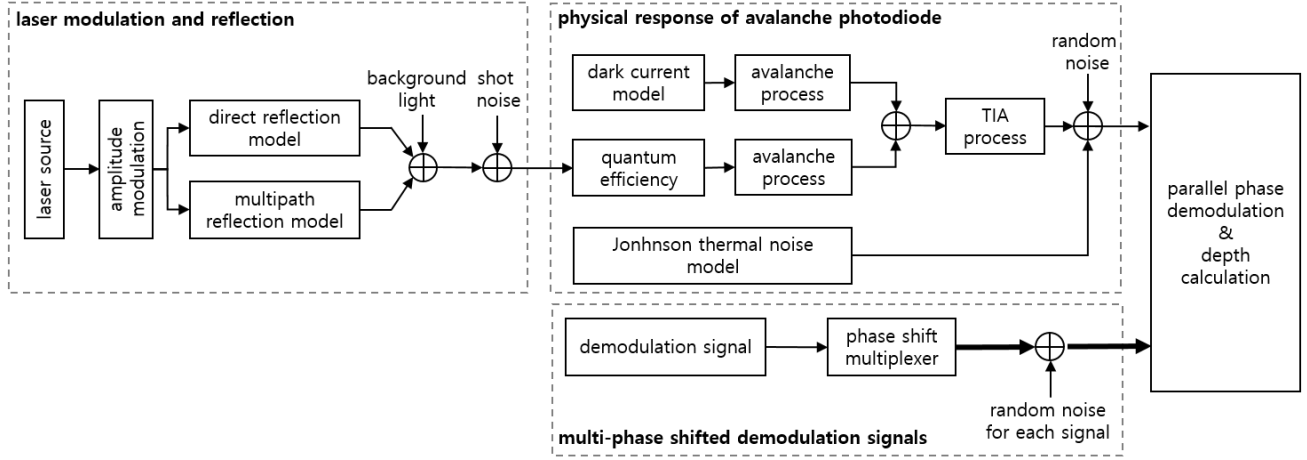 laser modulation and reflection
laser source
amplitude
modulation
direct reflection
model
multipath
reflection model
background
light
shot
noise
physical response of avalanche photodiode
dark current
model
avalanche
process
quantum
efficiency
avalanche
process
TIA
process
random
noise
Jonhnson thermal noise
model
demodulation signal
phase shift
multiplexer
random noise
for each signal
multi-phase shifted demodulation signals
parallel phase
demodulation
&
depth
calculation